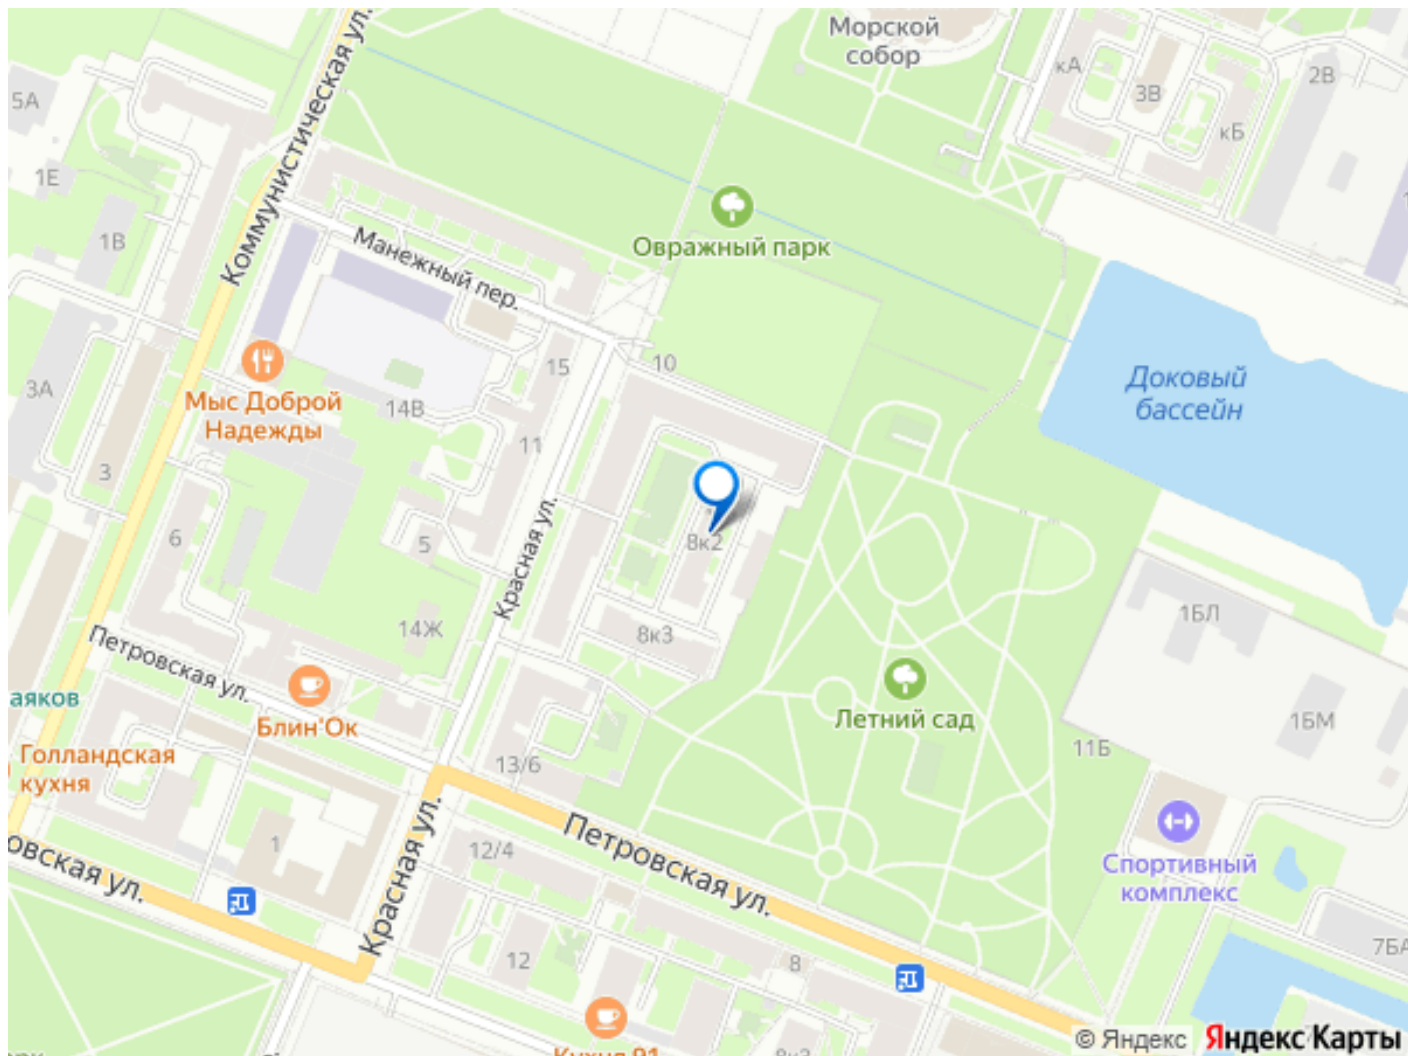 Морской
собор
5А
кА
3В
2В
кБ
Коммунистическая ул.
1Е
1В
Манежный пер.
Овражный парк
3А
15
10
Доковый
бассейн
Мыс Доброй
Надежды
14В
11
3
6
5
Красная ул.
8к2
14Ж
8к3
1БЛ
Петровская ул.
аяков
Блин'Ок
Летний сад
1БМ
Голландская
кухня
13/6
11Б
1
12/4
Петровская ул.
Спортивный
комплекс
овская ул.
Красная ул.
12
8
7БА
Кухня 91
8к3
© Яндекс Яндекс Карты